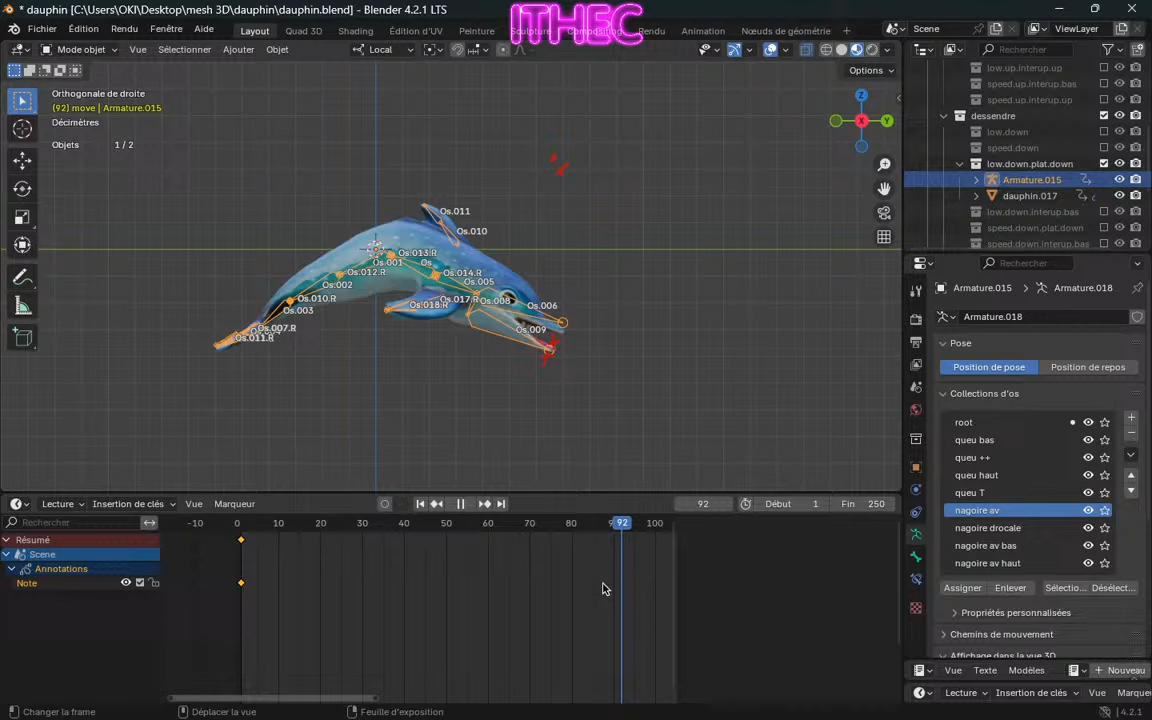 * dauphin [C:\Users\OKI\Desktop\mesh 3D\dauphin\dauphin.blend] - Blender 4.2.1 LTS
ITHEC
Fichier Édition Rendu Fenêtre Aide Layout Shading Édition d'UV Peinture Sculpture Compositing Rendu Animation Nœuds de géométrie Scene ViewLayer
Mode objet Vue Sélectionner Ajouter Objet Local Rechercher
Options
Orthogonale de droite
(92) move | Armature.015
Décimètres
Objets 1 / 2
Z
X
Y
low.up.interup.up
speed.up.interup.bas
speed.up.interup.up
dessendre
low.down
speed.down
low.down.plat.down
Armature.015
dauphin.017
low.down.interup.bas
speed.down.plat.down
speed.down.interup.bas
Os.011
Os.010
Os.013.R
Os.001
Os
Os.012.R
Os.014.R
Os.002
Os.005
Os.010.R
Os.017.R
Os.008
Os.018.R
Os.006
Os.003
Os.007.R
Os.009
Os.011.R
Rechercher
Armature.015 Armature.018
Armature.018
Pose
Position de pose Position de repos
Collections d'os
root
queu bas
queu ++
queu haut
queu T
nagoire av
nagoire drocale
nagoire av bas
nagoire av haut
Assigner Enlever Sélectio... Désélect...
Propriétés personnalisées
Chemins de mouvement
Affichage dans la vue 3D
Vue Texte Modèles Nouveau
Lecture Insertion de clés Vue Marq
Lecture Insertion de clés Vue Marqueur 92 Début 1 Fin 250
Rechercher
-10 0 10 20 30 40 50 60 70 80 92 100
Résumé
Scene
Annotations
Note
Changer la frame Déplacer la vue Feuille d'exposition 4.2.1